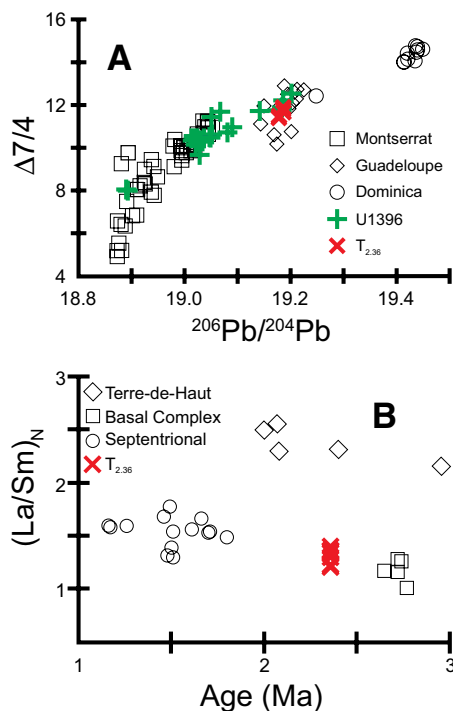 A
Δ7/4
16
12
8
4
Montserrat
Guadeloupe
Dominica
U1396
T2.36
18.8 19.0 19.2 19.4
206Pb/204Pb
B
(La/Sm)N
3
2
1
Terre-de-Haut
Basal Complex
Septentrional
T2.36
1 2 3
Age (Ma)